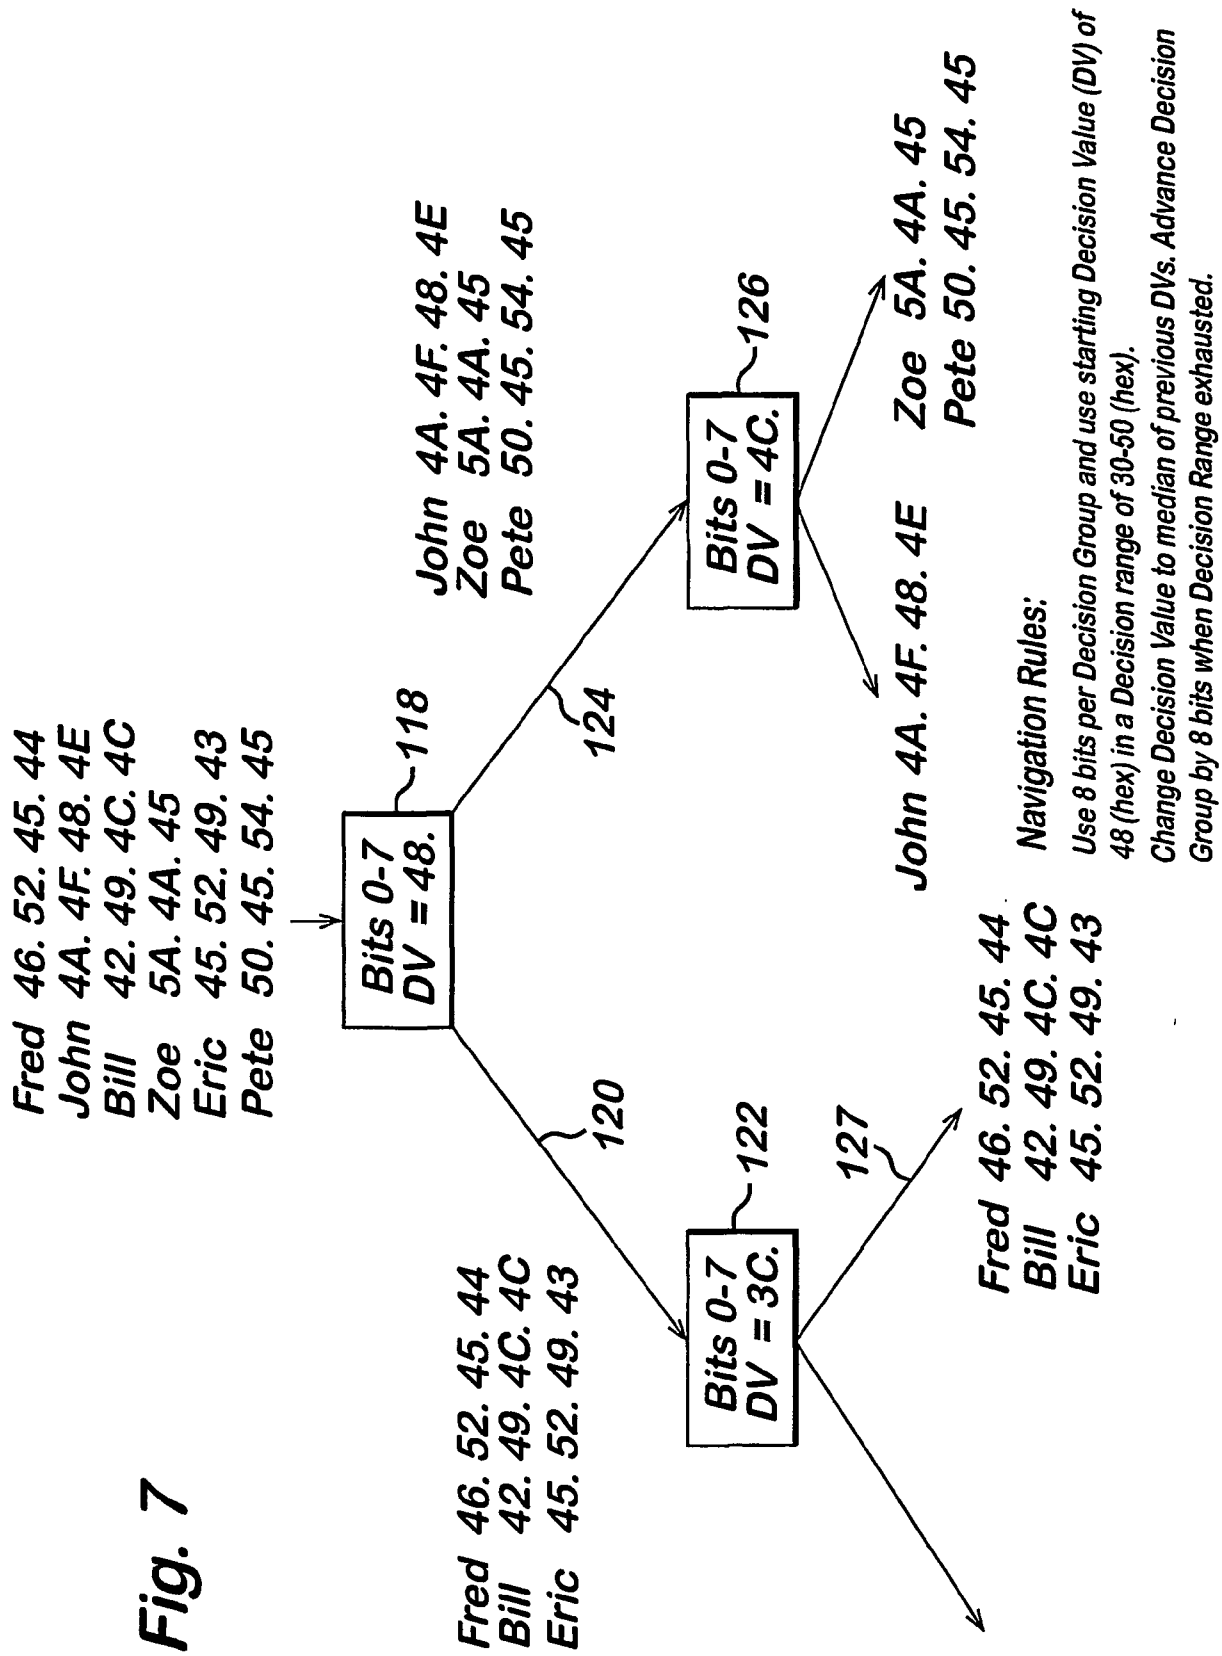 Fig. 7
Fred 46. 52. 45. 44
John 4A. 4F. 48. 4E
Bill 42. 49. 4C. 4C
Zoe 5A. 4A. 45
Eric 45. 52. 49. 43
Pete 50. 45. 54. 45
Bits 0-7
DV = 48.
118
120
124
Fred 46. 52. 45. 44
Bill 42. 49. 4C. 4C
Eric 45. 52. 49. 43
John 4A. 4F. 48. 4E
Zoe 5A. 4A. 45
Pete 50. 45. 54. 45
Bits 0-7
DV = 3C.
122
Bits 0-7
DV = 4C.
126
127
Fred 46. 52. 45. 44
Bill 42. 49. 4C. 4C
Eric 45. 52. 49. 43
John 4A. 4F. 48. 4E
Zoe 5A. 4A. 45
Pete 50. 45. 54. 45
Navigation Rules:
Use 8 bits per Decision Group and use starting Decision Value (DV) of
48 (hex) in a Decision range of 30-50 (hex).
Change Decision Value to median of previous DVs. Advance Decision
Group by 8 bits when Decision Range exhausted.